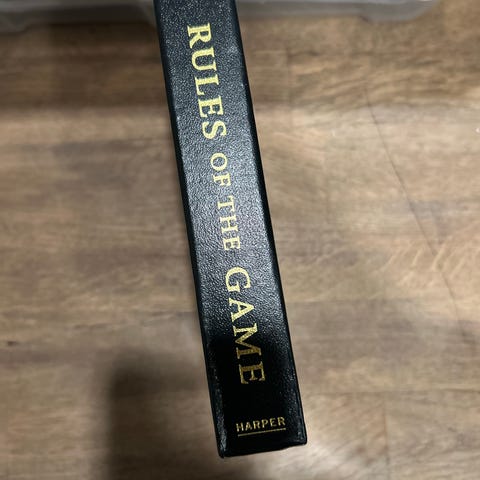 RULES OF THE GAME
HARPER